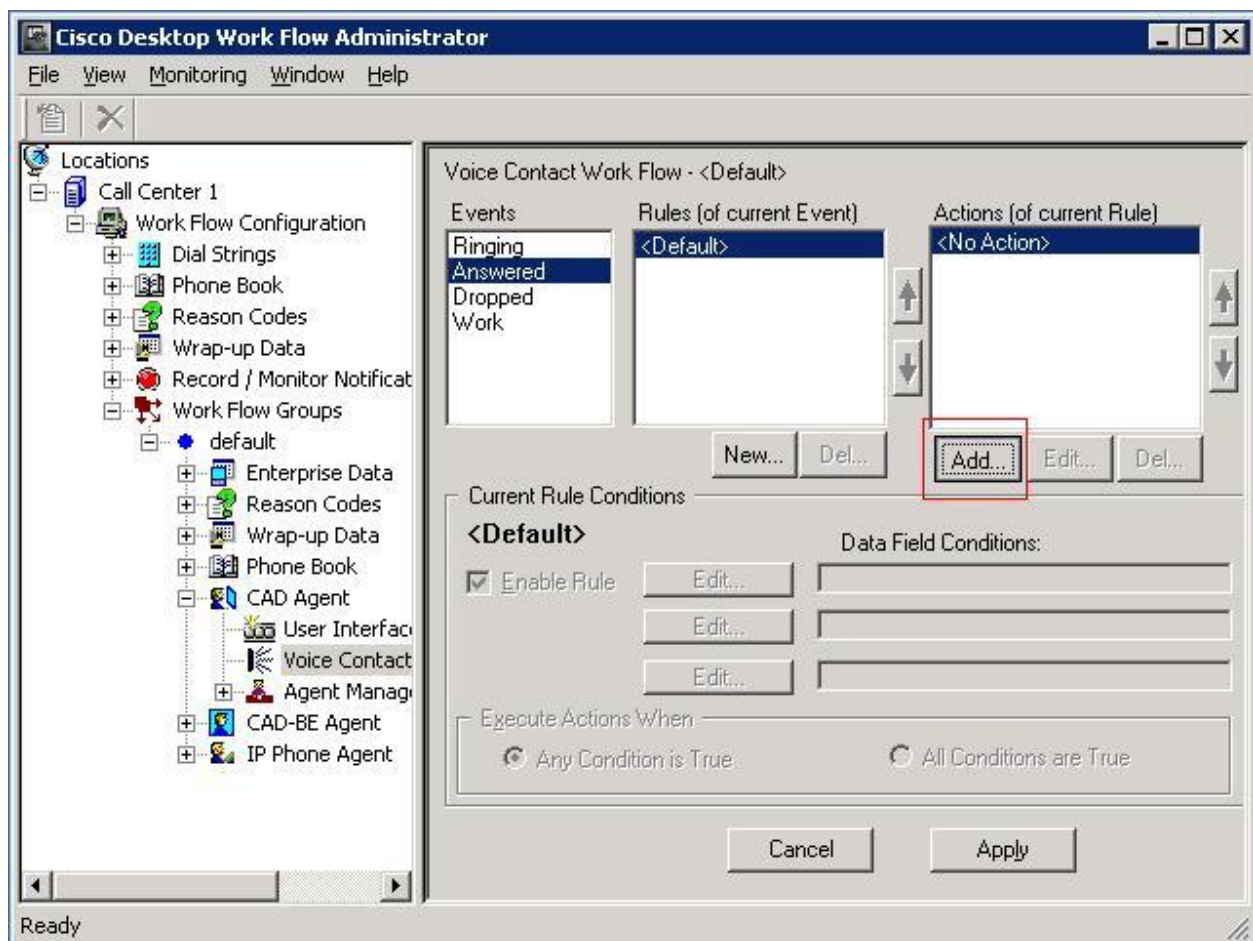 Cisco Desktop Work Flow Administrator
File View Monitoring Window Help
Locations
Call Center 1
Work Flow Configuration
Dial Strings
Phone Book
Reason Codes
Wrap-up Data
Record / Monitor Notificat
Work Flow Groups
default
Enterprise Data
Reason Codes
Wrap-up Data
Phone Book
CAD Agent
User Interfac
Voice Contact
Agent Manag
CAD-BE Agent
IP Phone Agent
Voice Contact Work Flow - <Default>
Events
Ringing
Answered
Dropped
Work
Rules (of current Event)
<Default>
New... Del...
Actions (of current Rule)
<No Action>
Add... Edit... Del...
Current Rule Conditions
<Default>
Data Field Conditions:
Enable Rule Edit...
Edit...
Edit...
Execute Actions When
Any Condition is True All Conditions are True
Cancel Apply
Ready